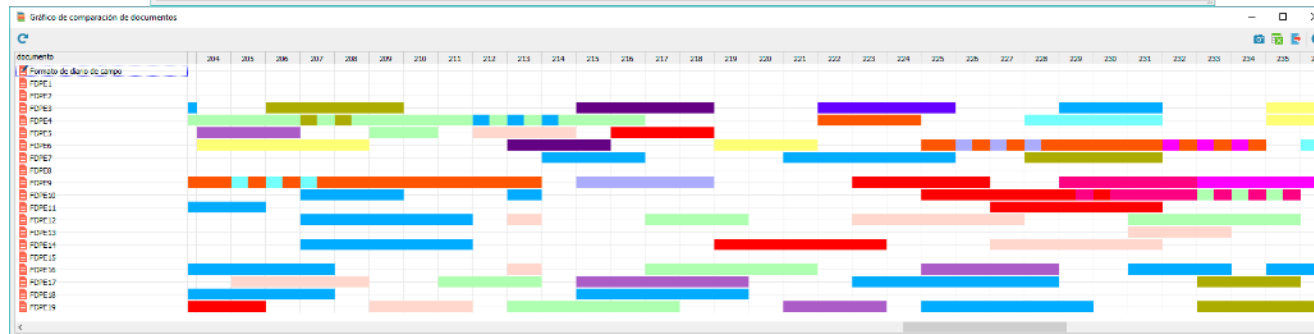 Gráfico de comparación de documentos
documento 204 205 206 207 208 209 210 211 212 213 214 215 216 217 218 219 220 221 222 223 224 225 226 227 228 229 230 231 232 233 234 235
Formato de diario de campo
FDPE1
FDPE2
FDPE3
FDPE4
FDPE5
FDPE6
FDPE7
FDPE8
FDPE9
FDPE10
FDPE11
FDPE12
FDPE13
FDPE14
FDPE15
FDPE16
FDPE17
FDPE18
FDPE19